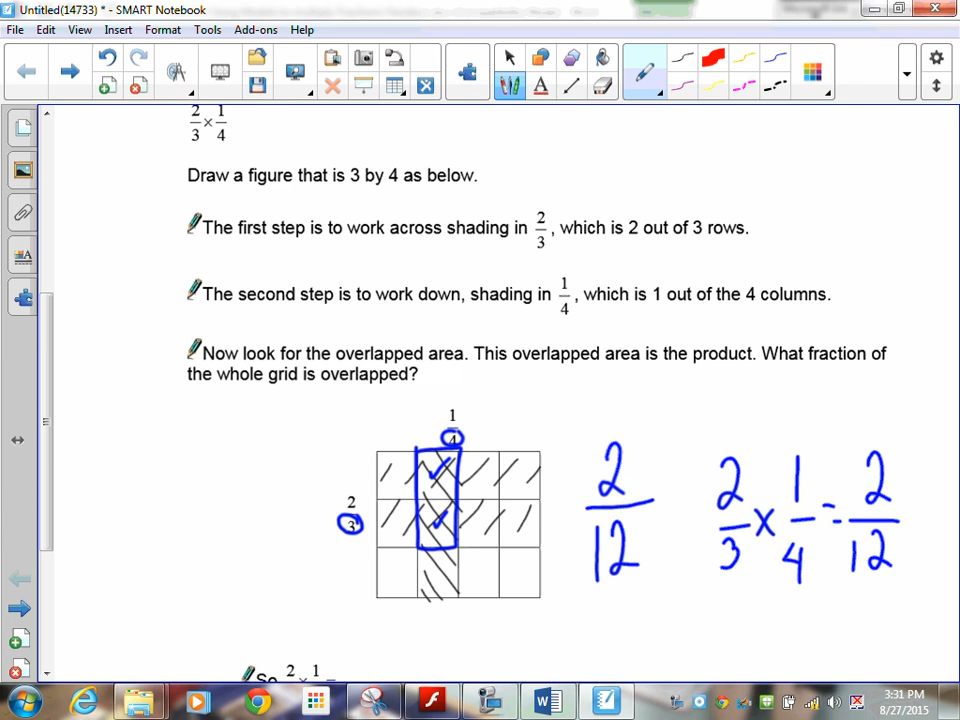 Untitled(14733) * - SMART Notebook
File Edit View Insert Format Tools Add-ons Help
2/3 × 1/4
Draw a figure that is 3 by 4 as below.
The first step is to work across shading in 2/3, which is 2 out of 3 rows.
The second step is to work down, shading in 1/4, which is 1 out of the 4 columns.
Now look for the overlapped area. This overlapped area is the product. What fraction of
the whole grid is overlapped?
1/4
2/3
2/12
2/3 × 1/4 = 2/12
So 2 × 1 =
3:31 PM
8/27/2015